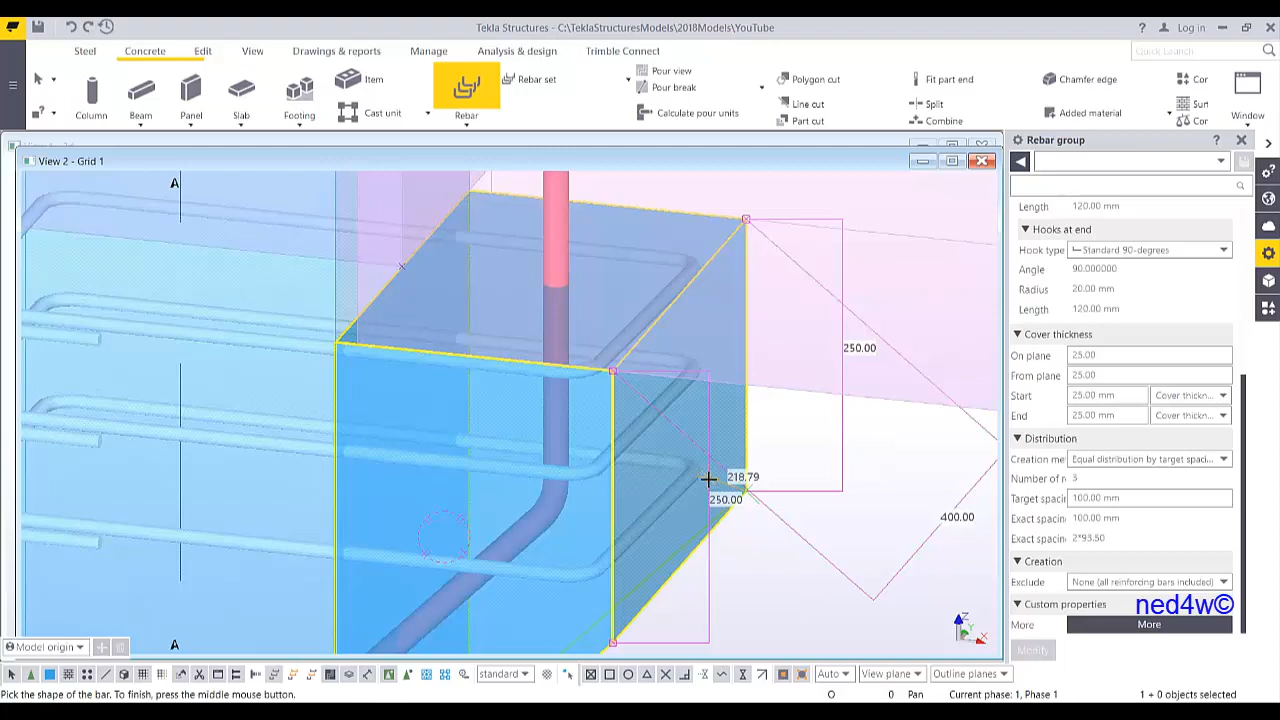 Tekla Structures - C:\TeklaStructuresModels\2018Models\YouTube
Log in
Steel Concrete Edit View Drawings & reports Manage Analysis & design Trimble Connect
Quick Launch
Column Beam Panel Slab Footing
Item
Cast unit
Rebar
Rebar set
Pour view
Pour break
Calculate pour units
Polygon cut
Line cut
Part cut
Fit part end
Split
Combine
Chamfer edge
Added material
Cor
Surf
Cor
Window
View 2 - Grid 1
A
250.00
218.79
250.00
400.00
A
Model origin
Rebar group
Length 120.00 mm
Hooks at end
Hook type Standard 90-degrees
Angle 90.000000
Radius 20.00 mm
Length 120.00 mm
Cover thickness
On plane 25.00
From plane 25.00
Start 25.00 mm Cover thickn...
End 25.00 mm Cover thickn...
Distribution
Creation me Equal distribution by target spaci...
Number of r 3
Target spacin 100.00 mm
Exact spacin 100.00 mm
Exact spacin 2*93.50
Creation
Exclude None (all reinforcing bars included)
Custom properties
ned4w©
More More
Modify
standard
Auto
View plane
Outline planes
Pick the shape of the bar. To finish, press the middle mouse button.
O 0 Pan Current phase: 1, Phase 1 1 + 0 objects selected